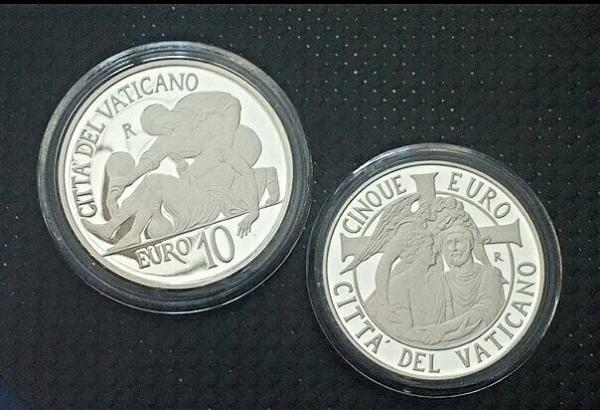 CITTA' DEL VATICANO
R
EURO 10
CINQUE EURO
R
CITTA' DEL VATICANO